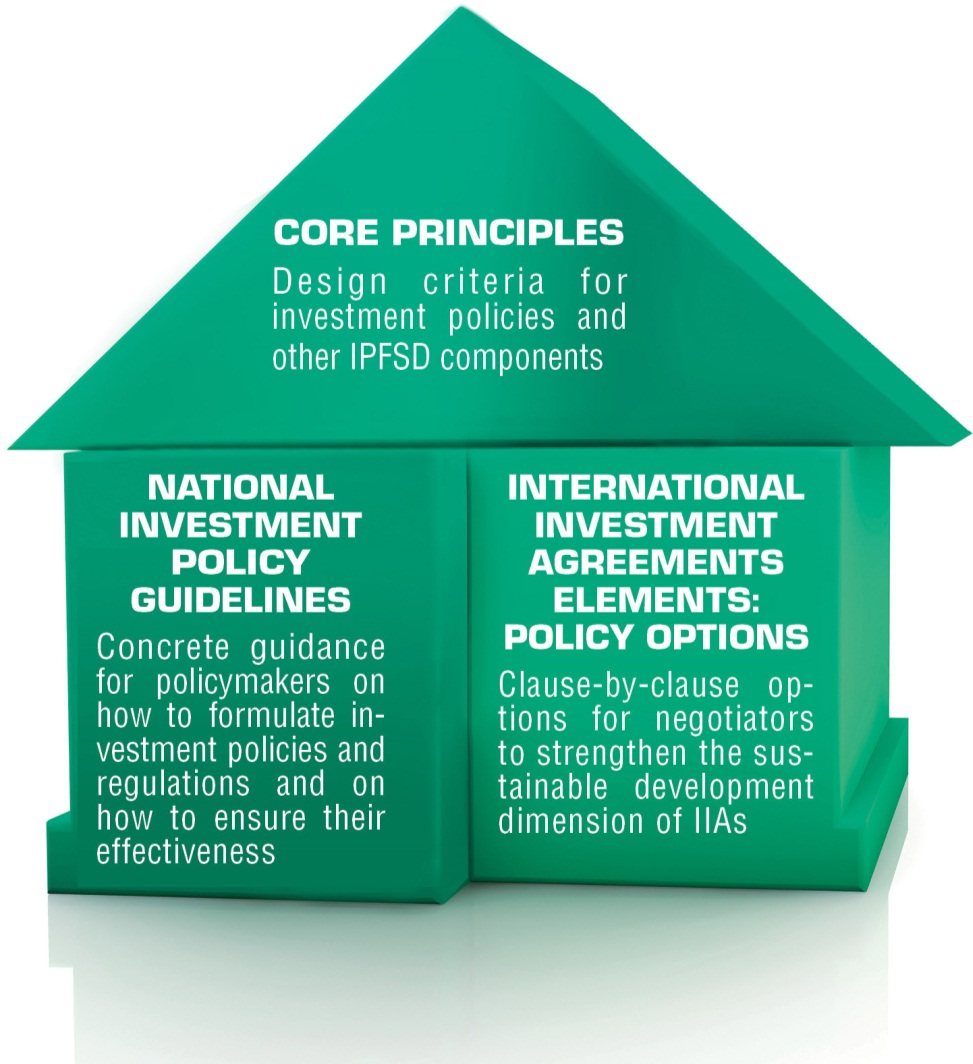 CORE PRINCIPLES
Design criteria for
investment policies and
other IPFSD components
NATIONAL
INVESTMENT
POLICY
GUIDELINES
Concrete guidance
for policymakers on
how to formulate in-
vestment policies and
regulations and on
how to ensure their
effectiveness
INTERNATIONAL
INVESTMENT
AGREEMENTS
ELEMENTS:
POLICY OPTIONS
Clause-by-clause op-
tions for negotiators
to strengthen the sus-
tainable development
dimension of IIAs